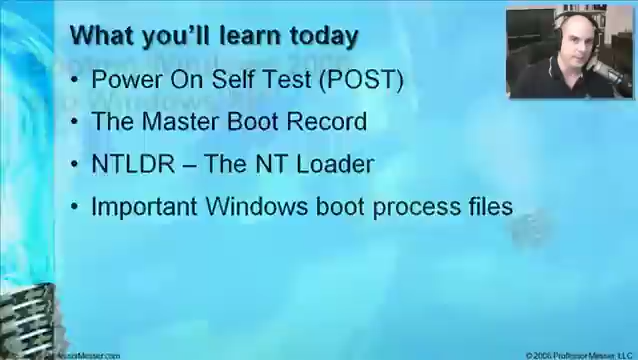 What you'll learn today
• Power On Self Test (POST)
• The Master Boot Record
• NTLDR – The NT Loader
• Important Windows boot process files
© 2006 Professor Messer, LLC